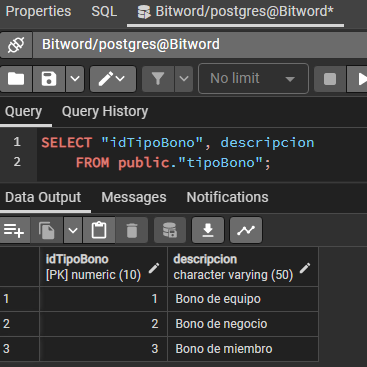 Properties SQL Bitword/postgres@Bitword*
Bitword/postgres@Bitword
No limit
Query Query History
1 SELECT "idTipoBono", descripcion
2 FROM public."tipoBono";
Data Output Messages Notifications
idTipoBono descripcion
[PK] numeric (10) character varying (50)
1 1 Bono de equipo
2 2 Bono de negocio
3 3 Bono de miembro